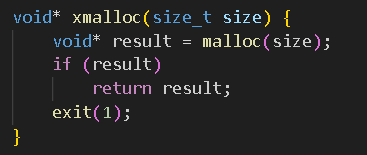 void* xmalloc(size_t size) {
    void* result = malloc(size);
    if (result)
        return result;
    exit(1);
}